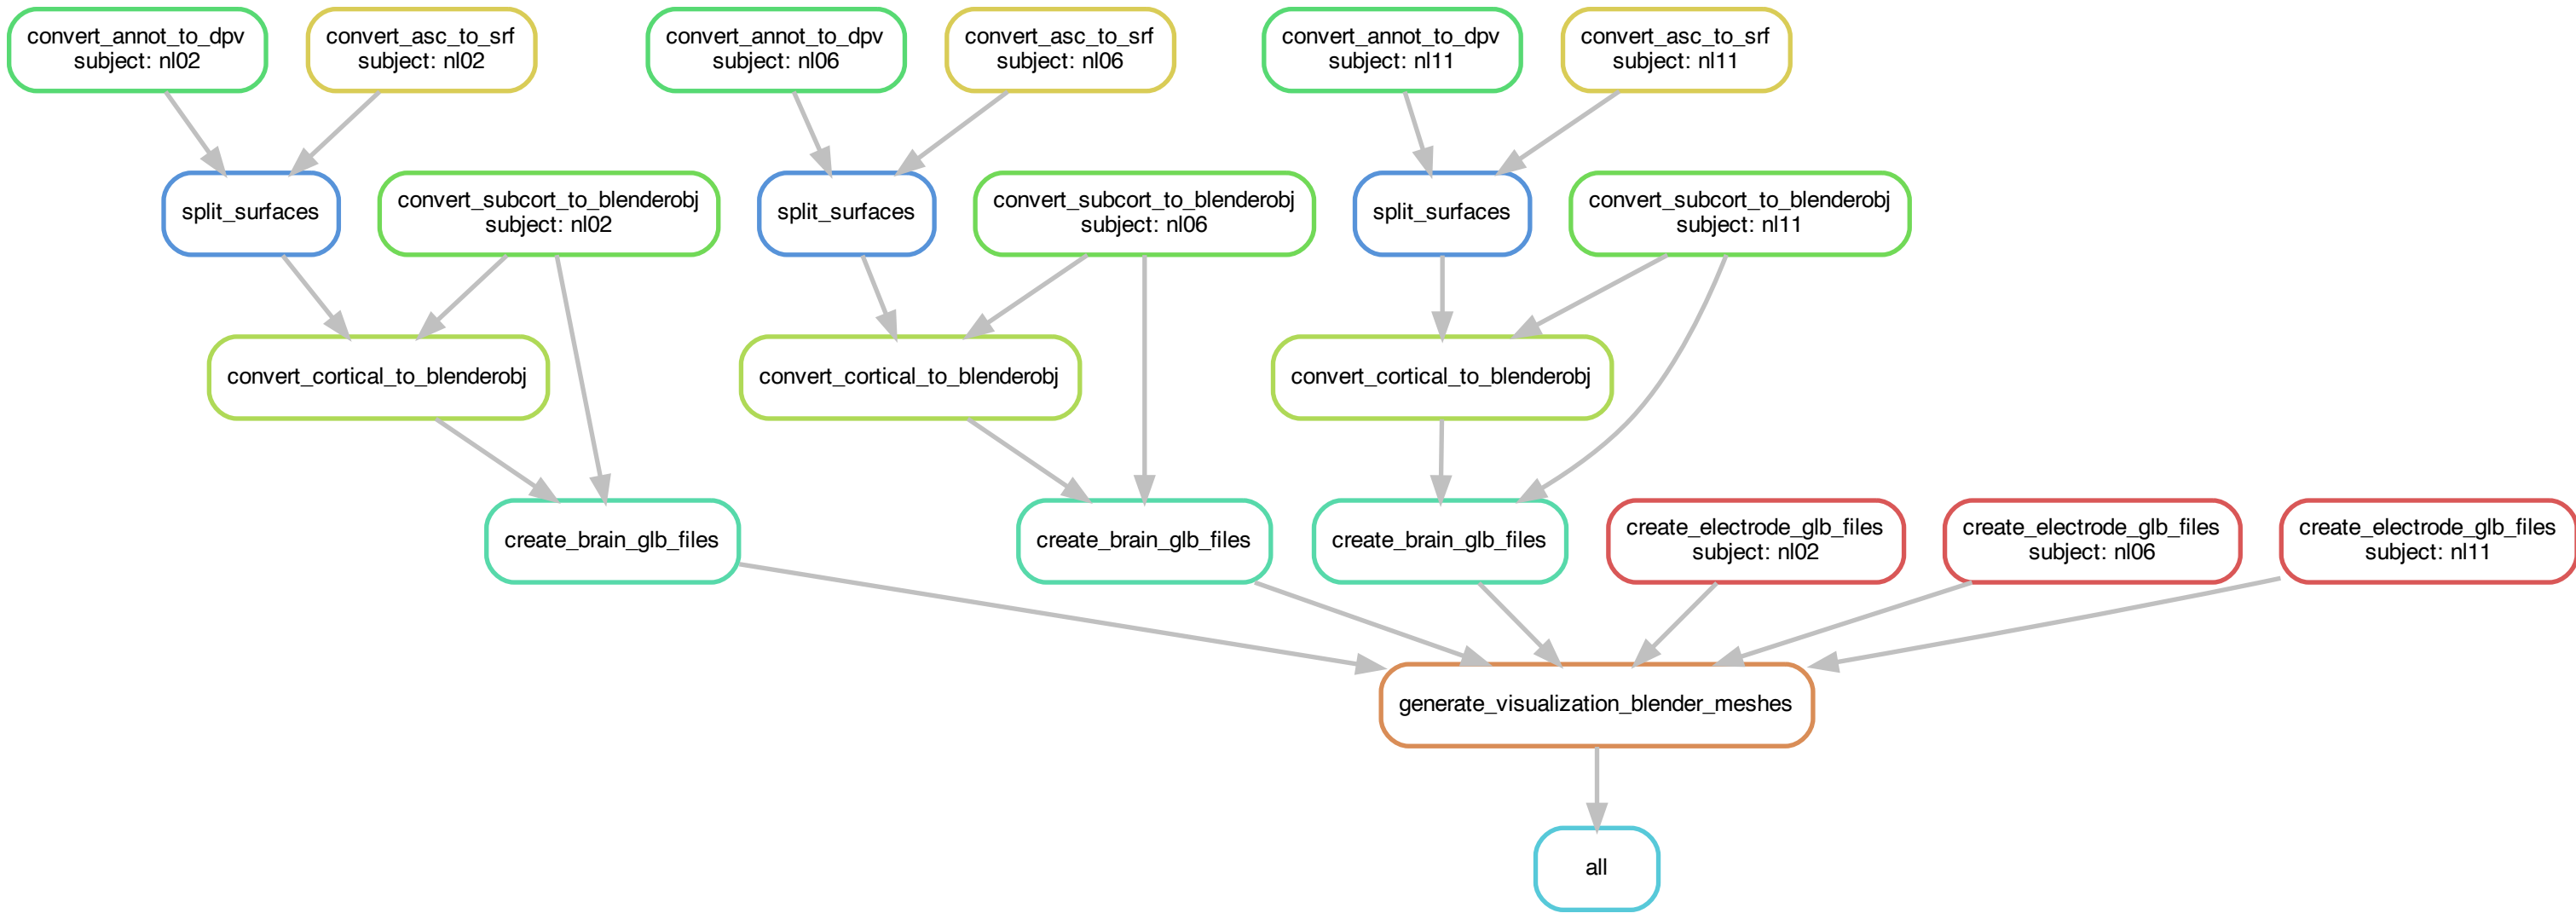 convert_annot_to_dpv
subject: nl02
convert_asc_to_srf
subject: nl02
convert_annot_to_dpv
subject: nl06
convert_asc_to_srf
subject: nl06
convert_annot_to_dpv
subject: nl11
convert_asc_to_srf
subject: nl11
split_surfaces
convert_subcort_to_blenderobj
subject: nl02
split_surfaces
convert_subcort_to_blenderobj
subject: nl06
split_surfaces
convert_subcort_to_blenderobj
subject: nl11
convert_cortical_to_blenderobj
convert_cortical_to_blenderobj
convert_cortical_to_blenderobj
create_brain_glb_files
create_brain_glb_files
create_brain_glb_files
create_electrode_glb_files
subject: nl02
create_electrode_glb_files
subject: nl06
create_electrode_glb_files
subject: nl11
generate_visualization_blender_meshes
all